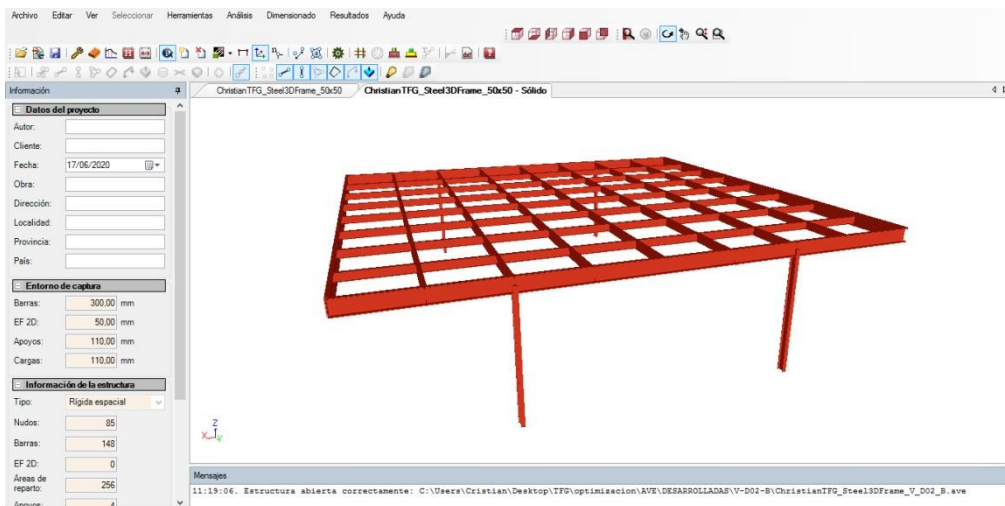 Archivo Editar Ver Seleccionar Herramientas Análisis Dimensionado Resultados Ayuda
Información
ChristianTFG_Steel3DFrame_50x50
ChristianTFG_Steel3DFrame_50x50 - Sólido
Datos del proyecto
Autor:
Cliente:
Fecha: 17/06/2020
Obra:
Dirección:
Localidad:
Provincia:
País:
Entorno de captura
Barras: 300,00 mm
EF 2D: 50,00 mm
Apoyos: 110,00 mm
Cargas: 110,00 mm
Información de la estructura
Tipo: Rígida espacial
Nudos: 85
Barras: 148
EF 2D: 0
Áreas de
reparto: 256
Apoyos: 4
Z
X
Y
Mensajes
11:19:06. Estructura abierta correctamente: C:\Users\Cristian\Desktop\TFG\optimizacion\AVE\DESARROLLADAS\V-D02-B\ChristianTFG_Steel3DFrame_V_D02_B.ave